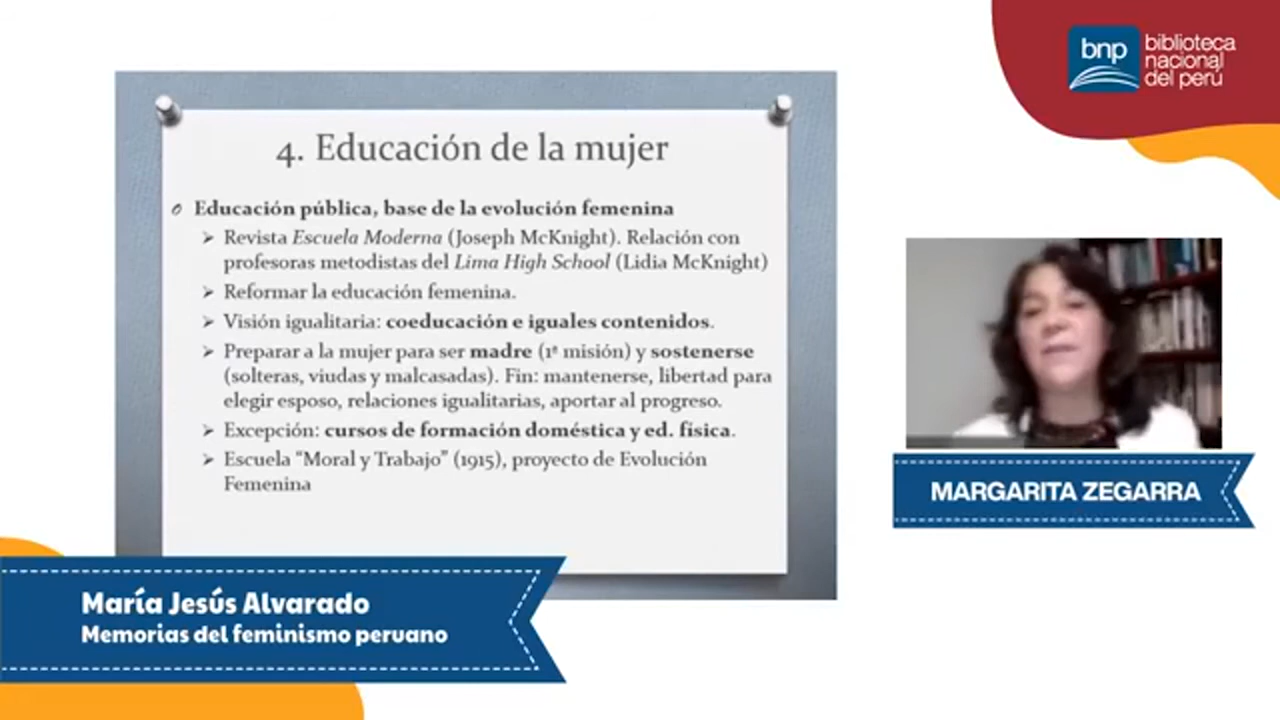 bnp
biblioteca
nacional
del perú
4. Educación de la mujer
Educación pública, base de la evolución femenina
Revista Escuela Moderna (Joseph McKnight). Relación con
profesoras metodistas del Lima High School (Lidia McKnight)
Reformar la educación femenina.
Visión igualitaria: coeducación e iguales contenidos.
Preparar a la mujer para ser madre (1ª misión) y sostenerse
(solteras, viudas y malcasadas). Fin: mantenerse, libertad para
elegir esposo, relaciones igualitarias, aportar al progreso.
Excepción: cursos de formación doméstica y ed. física.
Escuela “Moral y Trabajo” (1915), proyecto de Evolución
Femenina
MARGARITA ZEGARRA
María Jesús Alvarado
Memorias del feminismo peruano